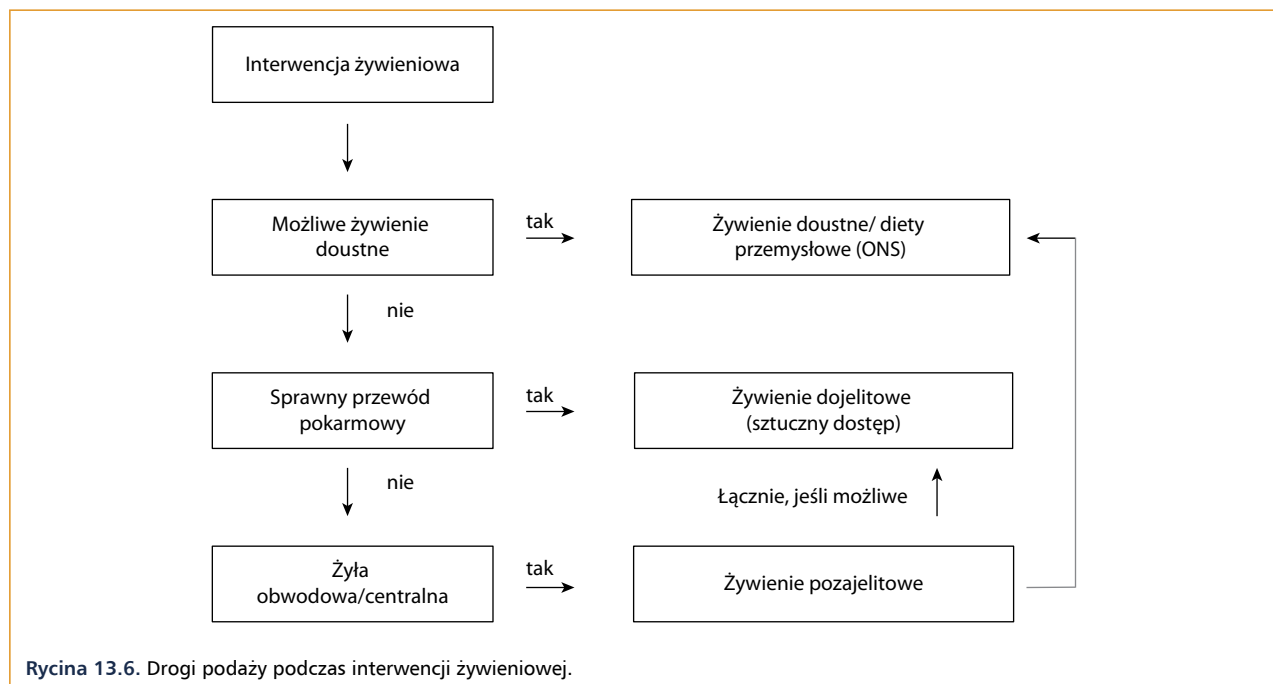 Interwencja żywieniowa
Możliwe żywienie
doustne
tak
Żywienie doustne/ diety
przemysłowe (ONS)
nie
Sprawny przewód
pokarmowy
tak
Żywienie dojelitowe
(sztuczny dostęp)
nie
Łącznie, jeśli możliwe
Żyła
obwodowa/centralna
tak
Żywienie pozajelitowe
Rycina 13.6. Drogi podaży podczas interwencji żywieniowej.